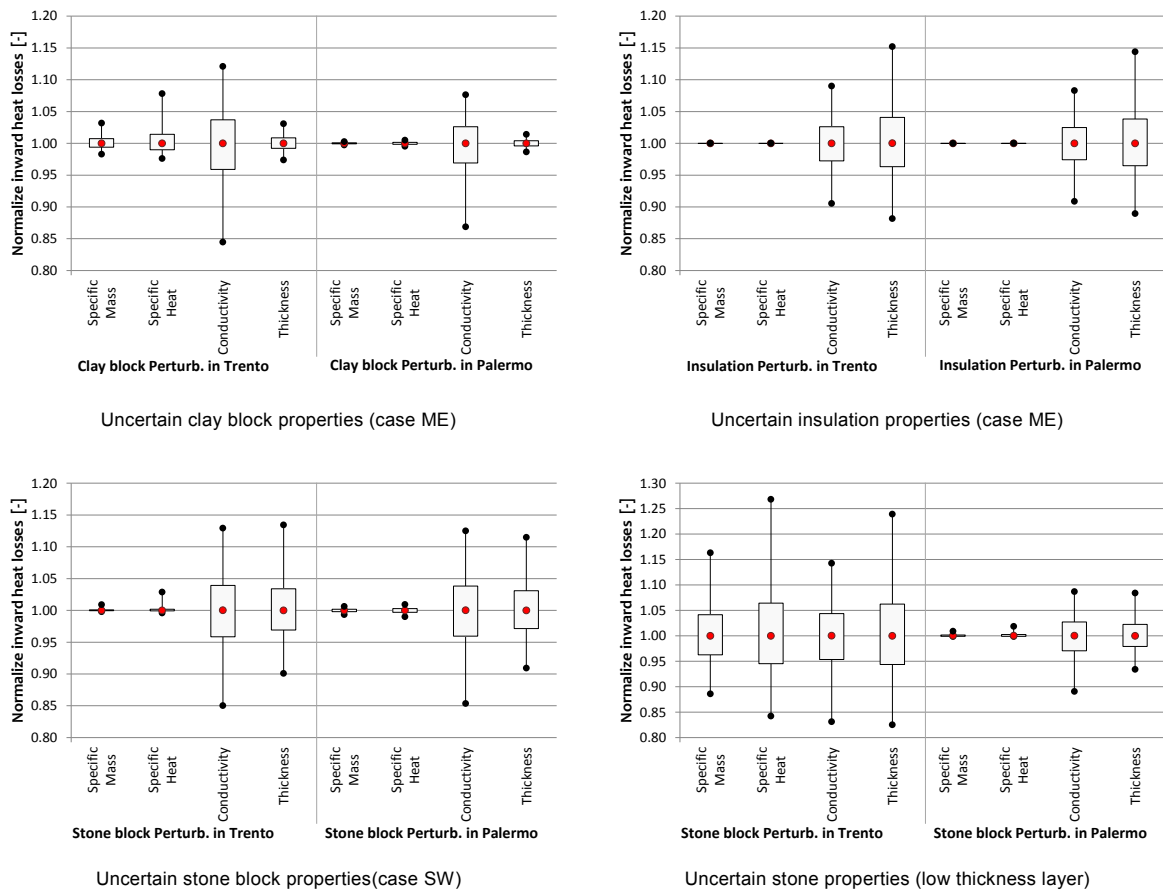 Normalize inward heat losses [-]
1.20
1.15
1.10
1.05
1.00
0.95
0.90
0.85
0.80
Specific
Mass
Specific
Heat
Conductivity
Thickness
Specific
Mass
Specific
Heat
Conductivity
Thickness
Clay block Perturb. in Trento
Clay block Perturb. in Palermo
Uncertain clay block properties (case ME)
Normalize inward heat losses [-]
1.20
1.15
1.10
1.05
1.00
0.95
0.90
0.85
0.80
Specific
Mass
Specific
Heat
Conductivity
Thickness
Specific
Mass
Specific
Heat
Conductivity
Thickness
Insulation Perturb. in Trento
Insulation Perturb. in Palermo
Uncertain insulation properties (case ME)
Normalize inward heat losses [-]
1.20
1.15
1.10
1.05
1.00
0.95
0.90
0.85
0.80
Specific
Mass
Specific
Heat
Conductivity
Thickness
Specific
Mass
Specific
Heat
Conductivity
Thickness
Stone block Perturb. in Trento
Stone block Perturb. in Palermo
Uncertain stone block properties(case SW)
Normalize inward heat losses [-]
1.30
1.25
1.20
1.15
1.10
1.05
1.00
0.95
0.90
0.85
0.80
Specific
Mass
Specific
Heat
Conductivity
Thickness
Specific
Mass
Specific
Heat
Conductivity
Thickness
Stone block Perturb. in Trento
Stone block Perturb. in Palermo
Uncertain stone properties (low thickness layer)